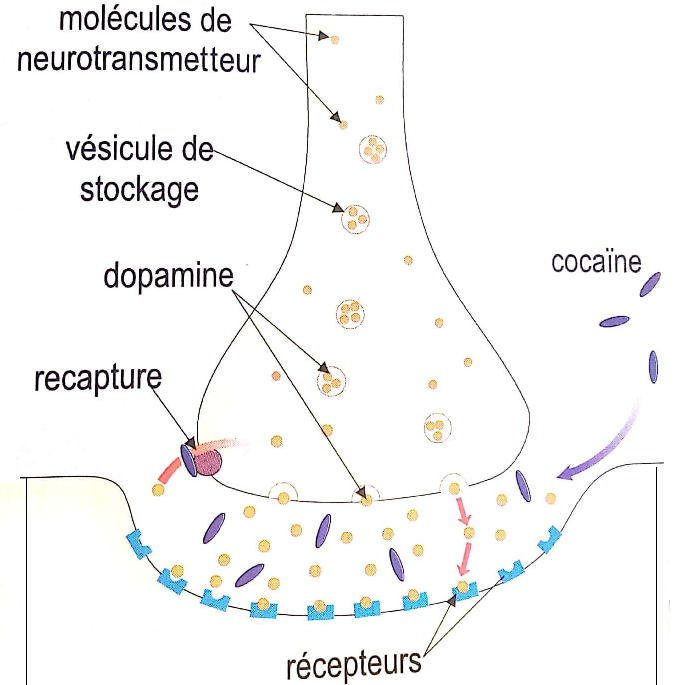 molécules de
neurotransmetteur
vésicule de
stockage
dopamine
cocaïne
recapture
récepteurs